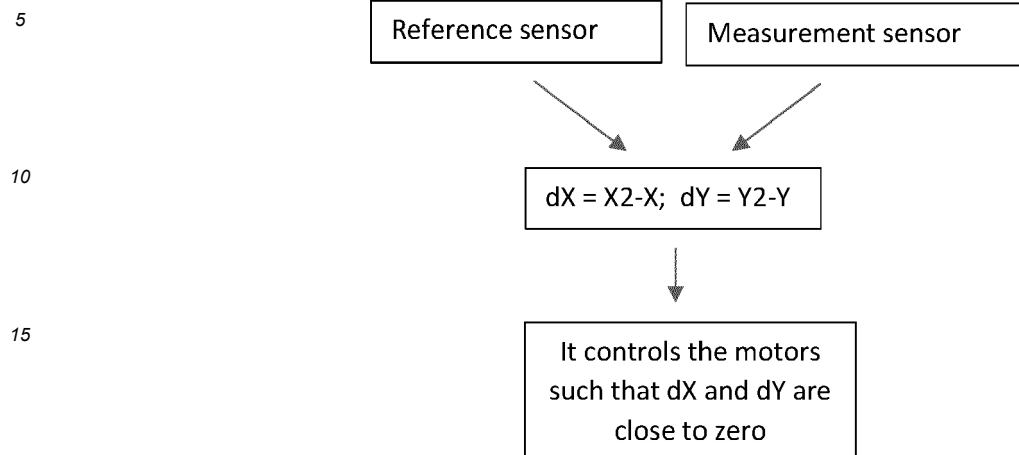 5
Reference sensor
Measurement sensor
10
dX = X2-X;  dY = Y2-Y
15
It controls the motors
such that dX and dY are
close to zero